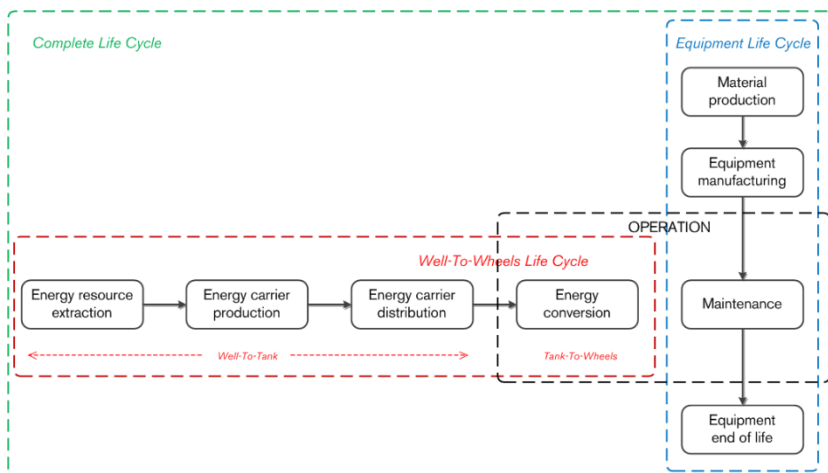 Complete Life Cycle
Equipment Life Cycle
Material
production
Equipment
manufacturing
OPERATION
Well-To-Wheels Life Cycle
Energy resource
extraction
Energy carrier
production
Energy carrier
distribution
Energy
conversion
Maintenance
Well-To-Tank
Tank-To-Wheels
Equipment
end of life